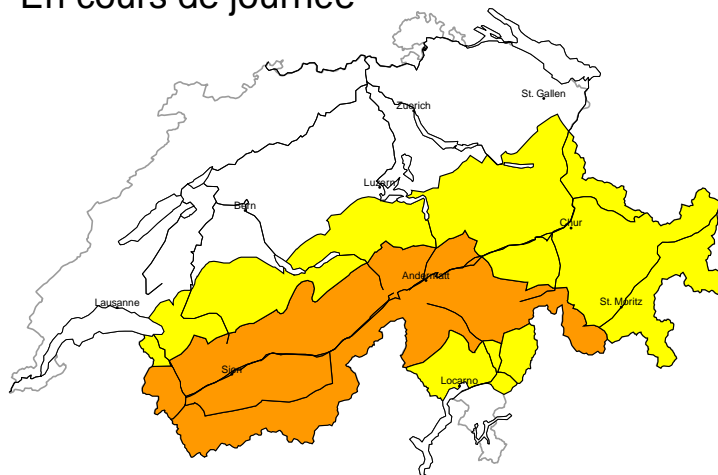 En cours de journée
St. Gallen
Zuerich
Luzern
Bern
Chur
Andermatt
Lausanne
St. Moritz
Sion
Locarno